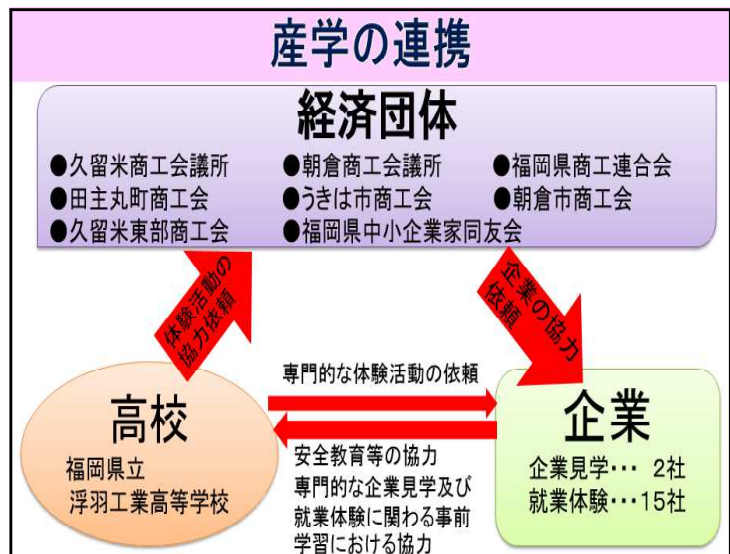 産学の連携
経済団体
●久留米商工会議所 ●朝倉商工会議所 ●福岡県商工連合会
●田主丸町商工会 ●うきは市商工会 ●朝倉市商工会
●久留米東部商工会 ●福岡県中小企業家同友会
体験活動の
協力依頼
企業の協力
依頼
専門的な体験活動の依頼
高校
福岡県立
浮羽工業高等学校
安全教育等の協力
専門的な企業見学及び
就業体験に関わる事前
学習における協力
企業
企業見学… 2社
就業体験…15社